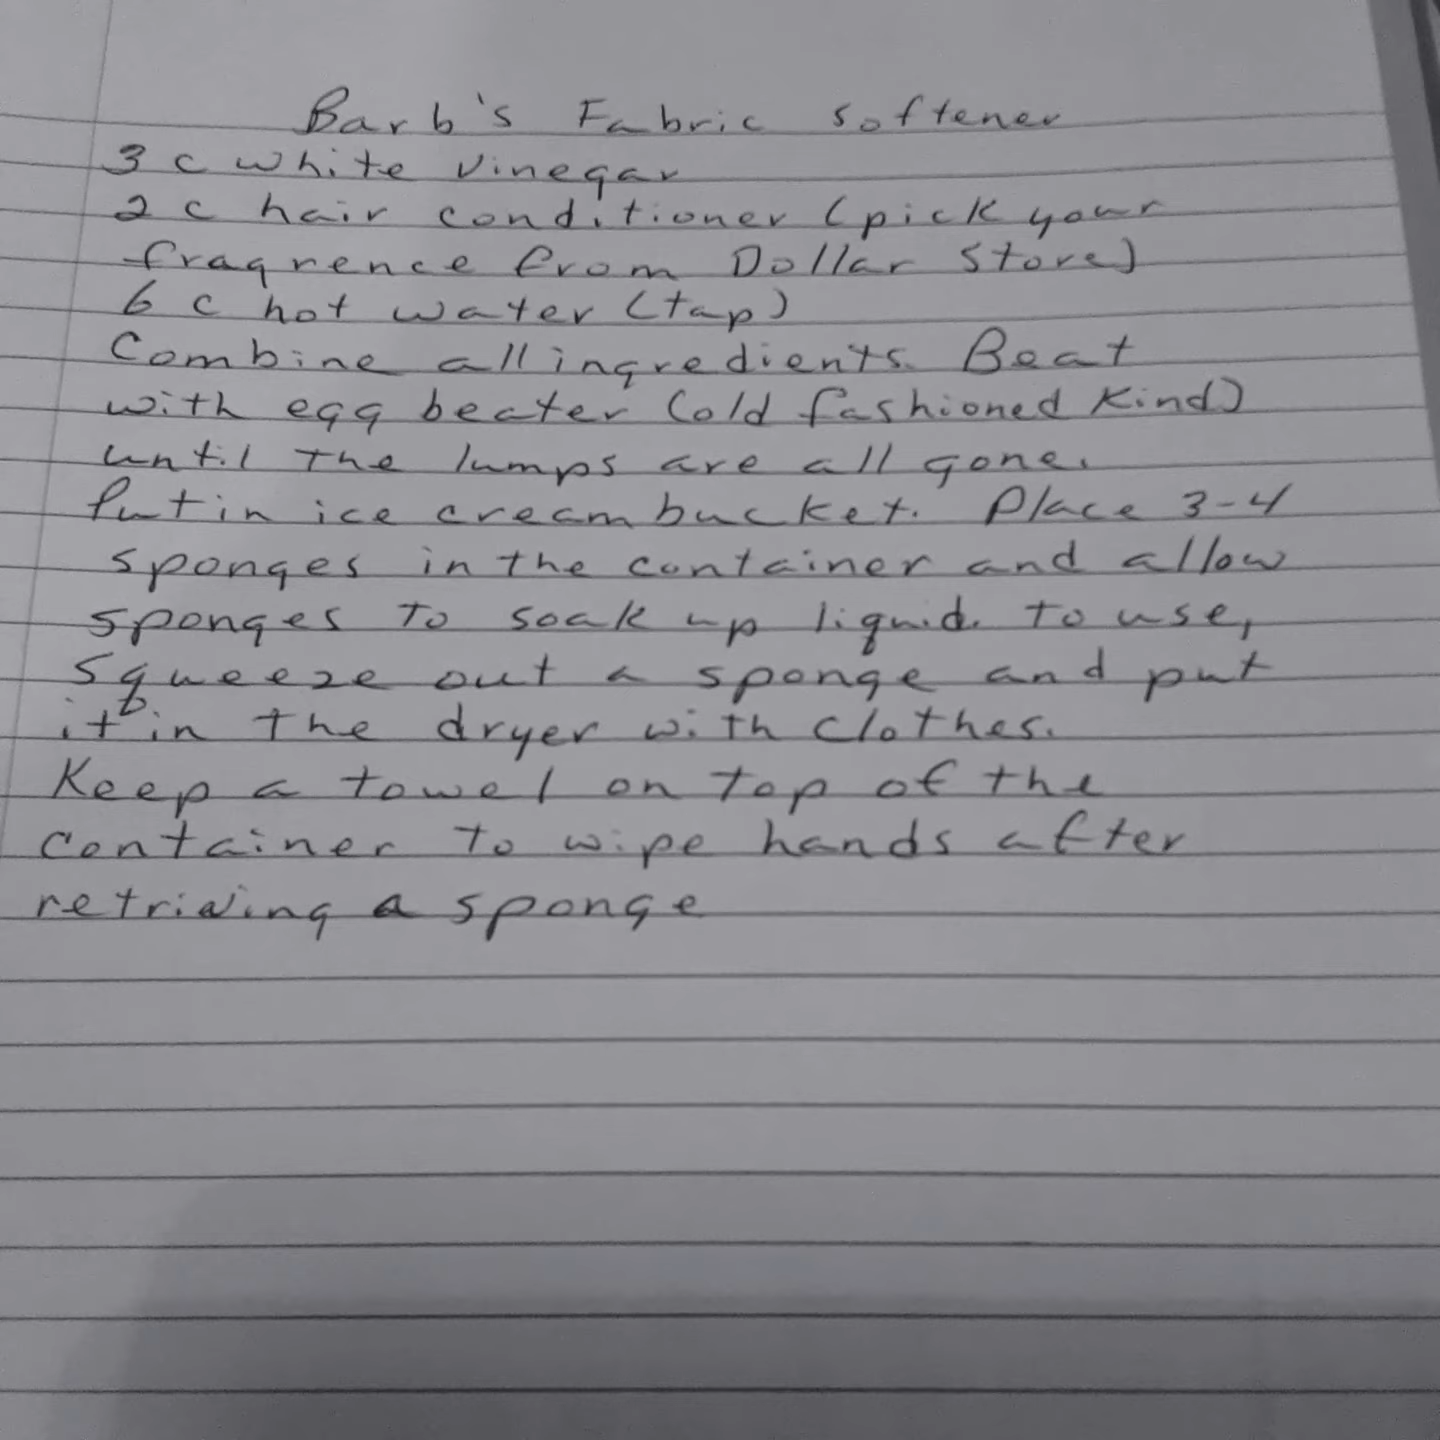 Barb's Fabric softener
3 c white vinegar
2 c hair conditioner (pick your
fragrence from Dollar Store)
6 c hot water (tap)
Combine all ingredients. Beat
with egg beater (old fashioned kind)
until the lumps are all gone.
Put in ice cream bucket. Place 3-4
sponges in the container and allow
sponges to soak up liquid. To use,
squeeze out a sponge and put
it in the dryer with clothes.
Keep a towel on top of the
container to wipe hands after
retriving a sponge